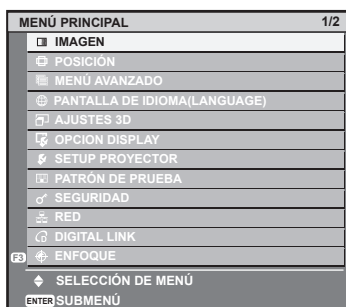 MENÚ PRINCIPAL 1/2
IMAGEN
POSICIÓN
MENÚ AVANZADO
PANTALLA DE IDIOMA(LANGUAGE)
AJUSTES 3D
OPCION DISPLAY
SETUP PROYECTOR
PATRÓN DE PRUEBA
SEGURIDAD
RED
DIGITAL LINK
F3 ENFOQUE
SELECCIÓN DE MENÚ
ENTER SUBMENÚ